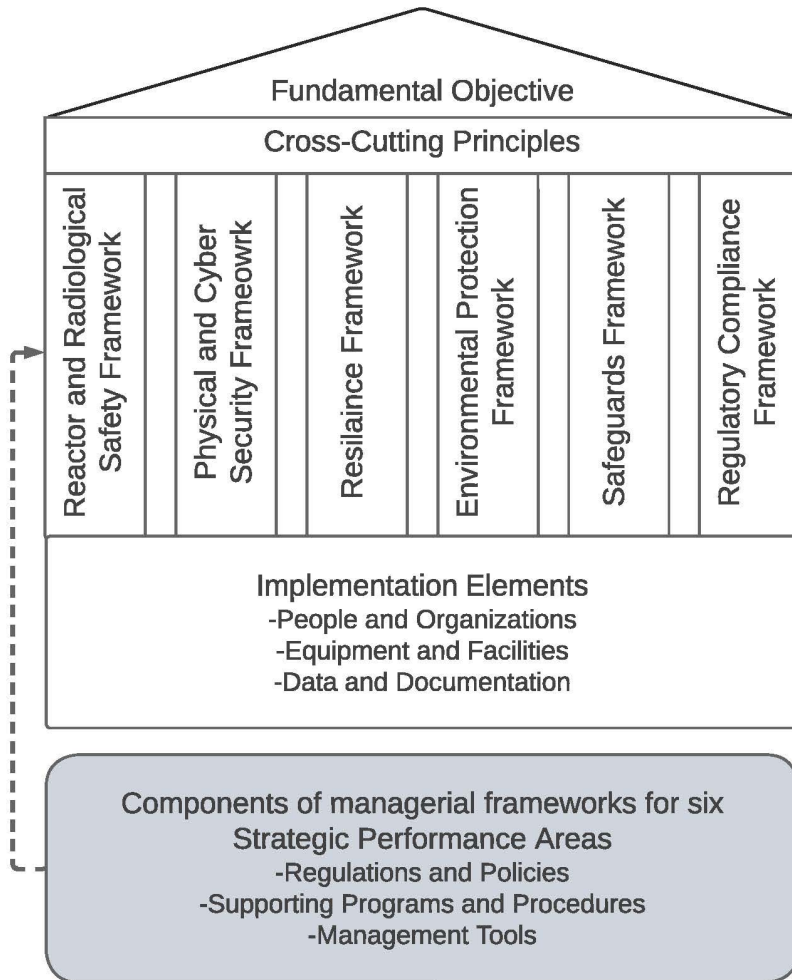 Fundamental Objective
Cross-Cutting Principles
Reactor and Radiological
Safety Framework
Physical and Cyber
Security Frameowrk
Resilaince Framework
Environmental Protection
Framework
Safeguards Framework
Regulatory Compliance
Framework
Implementation Elements
-People and Organizations
-Equipment and Facilities
-Data and Documentation
Components of managerial frameworks for six
Strategic Performance Areas
-Regulations and Policies
-Supporting Programs and Procedures
-Management Tools